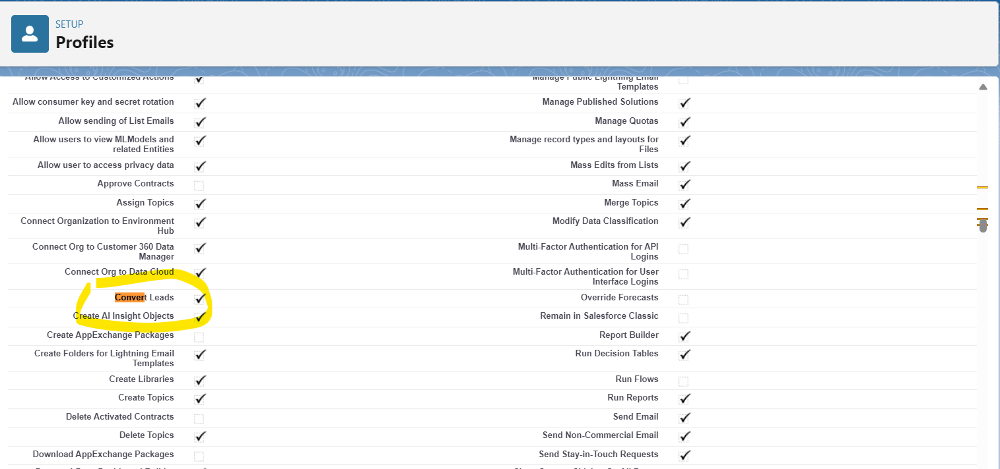 SETUP
Profiles
Allow Access to Customized Actions
Manage Public Lightning Email
Templates
Allow consumer key and secret rotation
Manage Published Solutions
Allow sending of List Emails
Manage Quotas
Allow users to view MLModels and
related Entities
Manage record types and layouts for
Files
Allow user to access privacy data
Mass Edits from Lists
Approve Contracts
Mass Email
Assign Topics
Merge Topics
Connect Organization to Environment
Hub
Modify Data Classification
Connect Org to Customer 360 Data
Manager
Multi-Factor Authentication for API
Logins
Connect Org to Data Cloud
Multi-Factor Authentication for User
Interface Logins
Convert Leads
Override Forecasts
Create AI Insight Objects
Remain in Salesforce Classic
Create AppExchange Packages
Report Builder
Create Folders for Lightning Email
Templates
Run Decision Tables
Create Libraries
Run Flows
Create Topics
Run Reports
Delete Activated Contracts
Send Email
Delete Topics
Send Non-Commercial Email
Download AppExchange Packages
Send Stay-in-Touch Requests